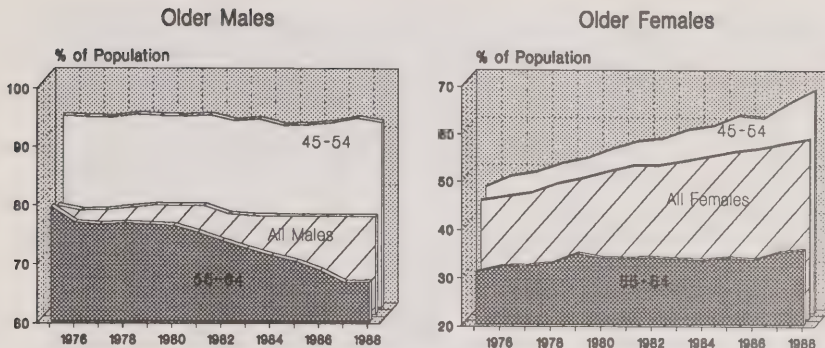 Older Males
% of Population
100
90
80
70
60
45-54
All Males
55-64
1976 1978 1980 1982 1984 1986 1988
Older Females
% of Population
70
60
50
40
30
20
45-54
All Females
55-64
1976 1978 1980 1982 1984 1986 1988